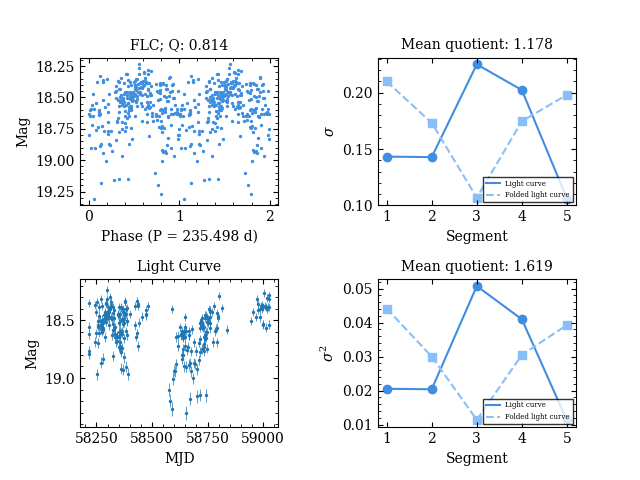 FLC; Q: 0.814
Mag
18.25
18.50
18.75
19.00
19.25
0
1
2
Phase (P = 235.498 d)
Mean quotient: 1.178
σ
0.20
0.15
0.10
1
2
3
4
5
Segment
Light curve
Folded light curve
Light Curve
Mag
18.5
19.0
58250
58500
58750
59000
MJD
Mean quotient: 1.619
σ²
0.05
0.04
0.03
0.02
0.01
1
2
3
4
5
Segment
Light curve
Folded light curve